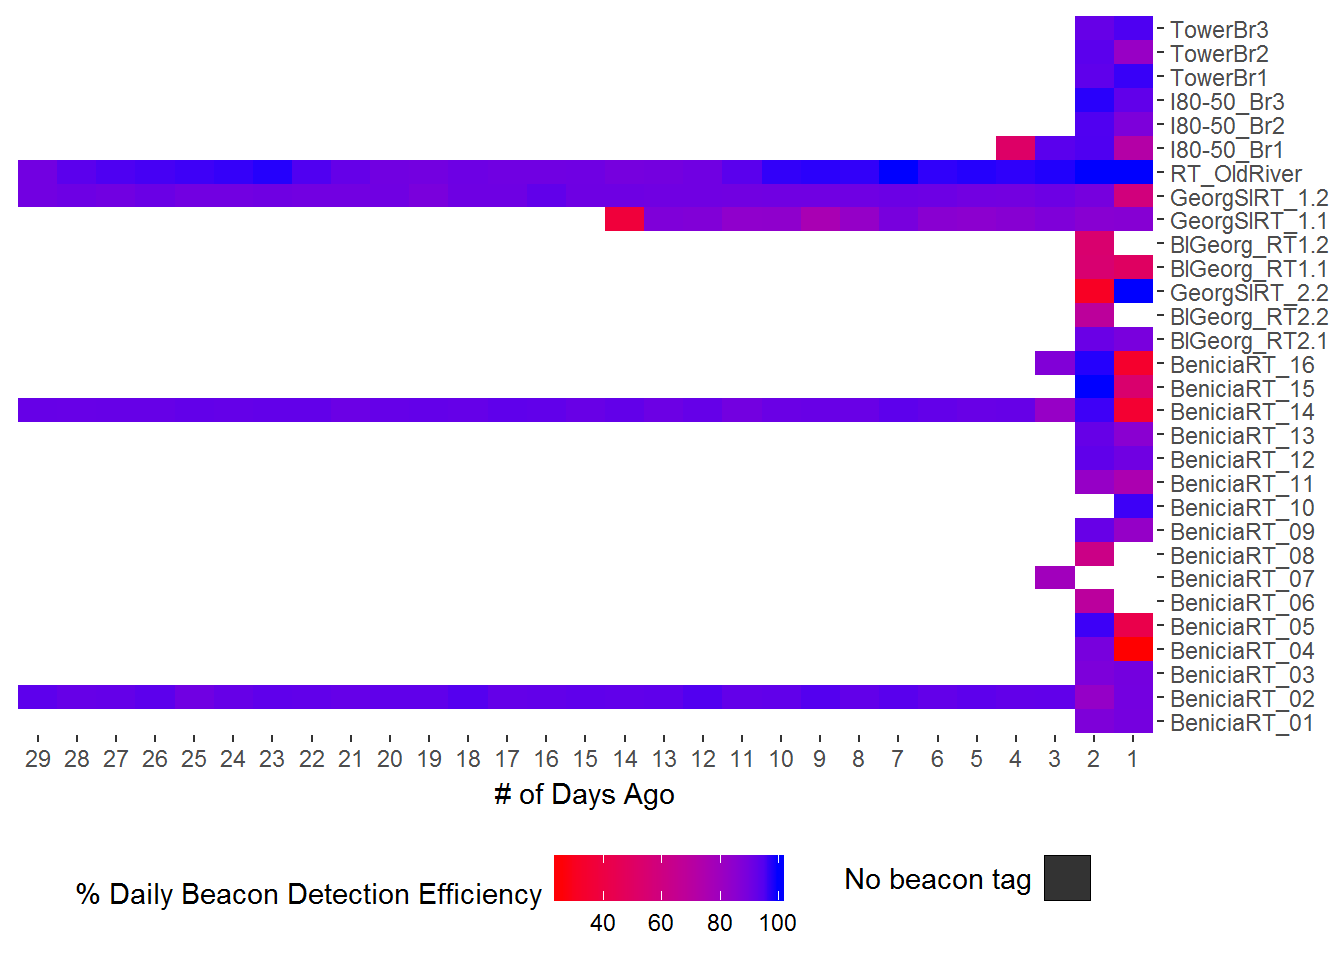 TowerBr3
TowerBr2
TowerBr1
I80-50_Br3
I80-50_Br2
I80-50_Br1
RT_OldRiver
GeorgSlRT_1.2
GeorgSlRT_1.1
BlGeorg_RT1.2
BlGeorg_RT1.1
GeorgSlRT_2.2
BlGeorg_RT2.2
BlGeorg_RT2.1
BeniciaRT_16
BeniciaRT_15
BeniciaRT_14
BeniciaRT_13
BeniciaRT_12
BeniciaRT_11
BeniciaRT_10
BeniciaRT_09
BeniciaRT_08
BeniciaRT_07
BeniciaRT_06
BeniciaRT_05
BeniciaRT_04
BeniciaRT_03
BeniciaRT_02
BeniciaRT_01
29 28 27 26 25 24 23 22 21 20 19 18 17 16 15 14 13 12 11 10 9 8 7 6 5 4 3 2 1
# of Days Ago
% Daily Beacon Detection Efficiency
40 60 80 100
No beacon tag